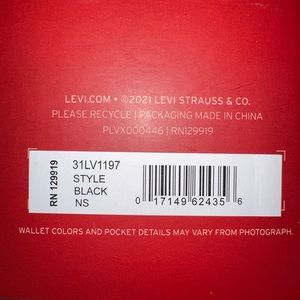 LEVI.COM • ©2021 LEVI STRAUSS & CO.
PLEASE RECYCLE | PACKAGING MADE IN CHINA
PLVX000446 | RN129919
RN 129919
31LV1197
STYLE
BLACK
NS
0 17149 62435 6
WALLET COLORS AND POCKET DETAILS MAY VARY FROM PHOTOGRAPH.